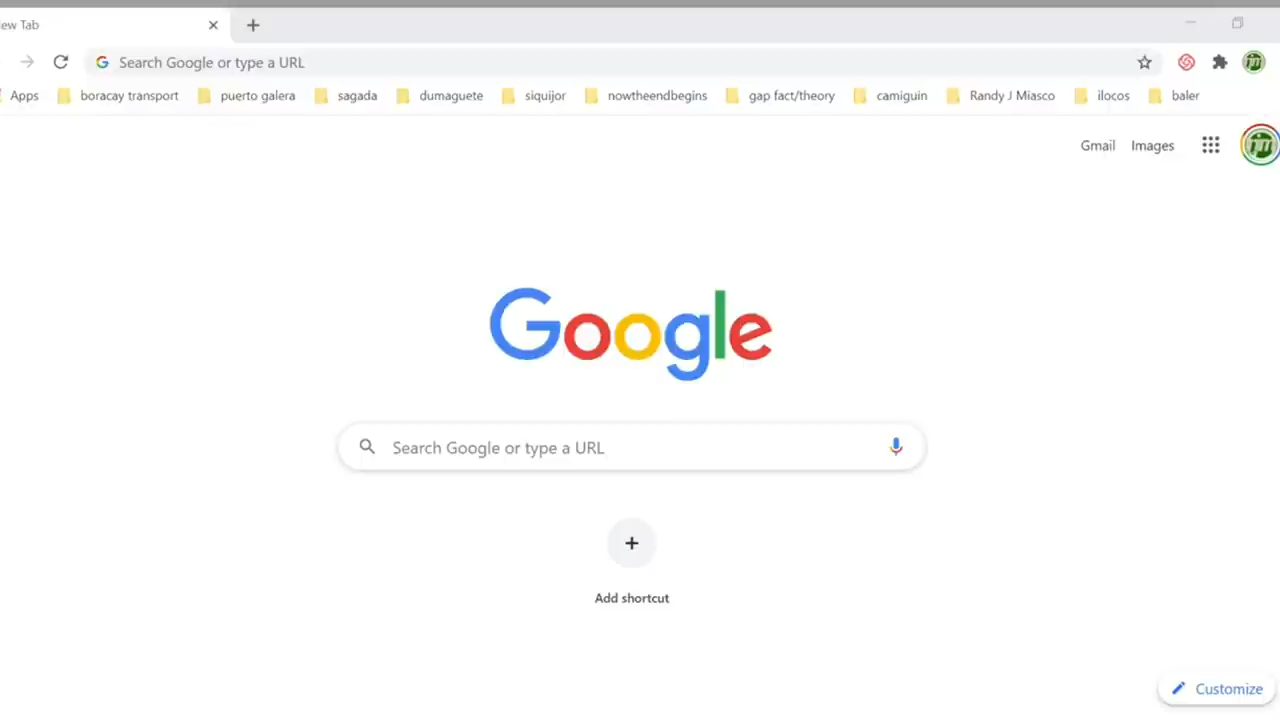 ew Tab
Search Google or type a URL
Apps boracay transport puerto galera sagada dumaguete siquijor nowtheendbegins gap fact/theory camiguin Randy J Miasco ilocos baler
Gmail Images
Google
Search Google or type a URL
Add shortcut
Customize